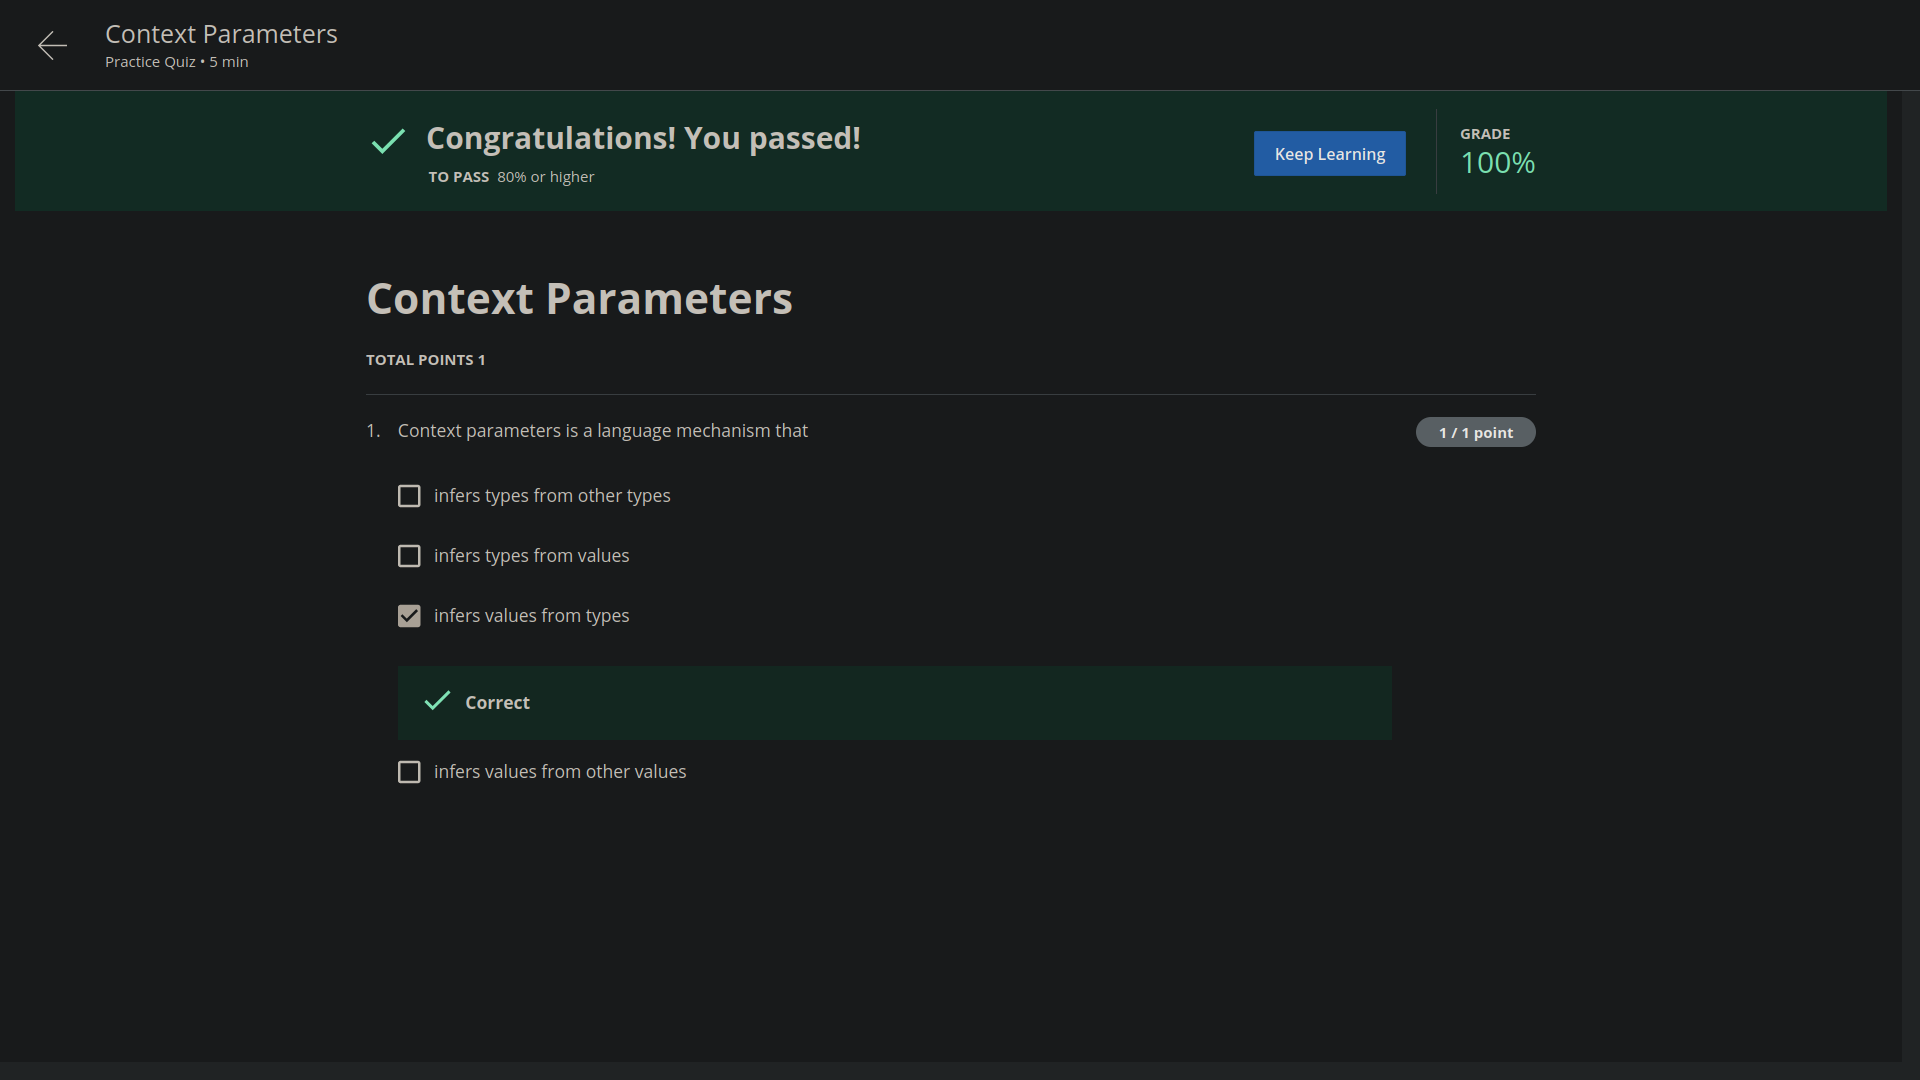 Context Parameters
Practice Quiz • 5 min
Congratulations! You passed!
TO PASS 80% or higher
Keep Learning
GRADE
100%
Context Parameters
TOTAL POINTS 1
1. Context parameters is a language mechanism that
1 / 1 point
infers types from other types
infers types from values
infers values from types
Correct
infers values from other values